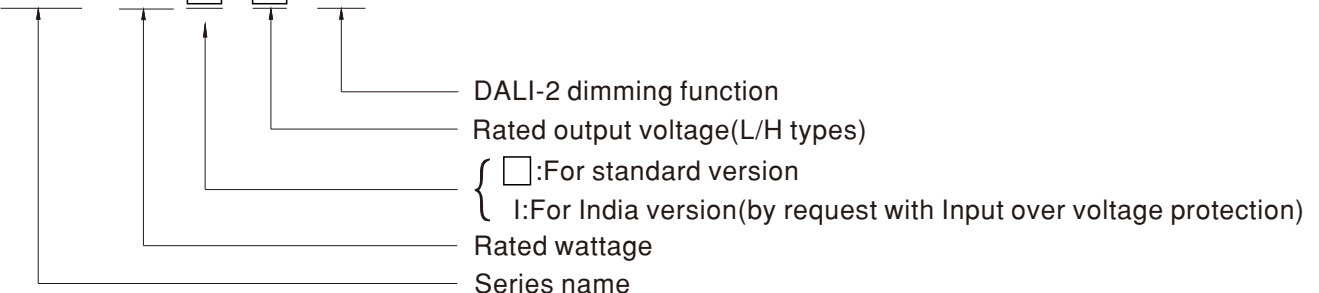 DALI-2 dimming function
Rated output voltage(L/H types)
:For standard version
I:For India version(by request with Input over voltage protection)
Rated wattage
Series name